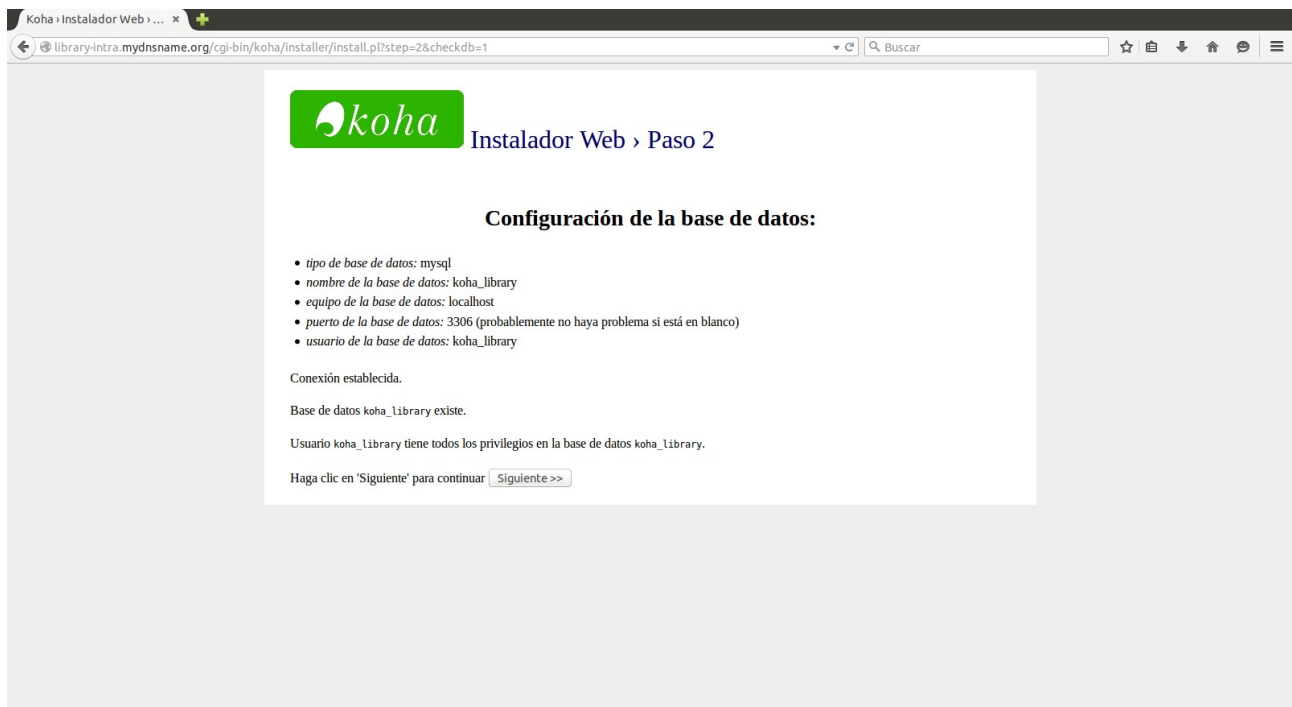 Koha › Instalador Web › ...
library-intra.mydnsname.org/cgi-bin/koha/installer/install.pl?step=2&checkdb=1
Buscar
koha
Instalador Web › Paso 2
Configuración de la base de datos:
tipo de base de datos: mysql
nombre de la base de datos: koha_library
equipo de la base de datos: localhost
puerto de la base de datos: 3306 (probablemente no haya problema si está en blanco)
usuario de la base de datos: koha_library
Conexión establecida.
Base de datos koha_library existe.
Usuario koha_library tiene todos los privilegios en la base de datos koha_library.
Haga clic en 'Siguiente' para continuar Siguiente >>